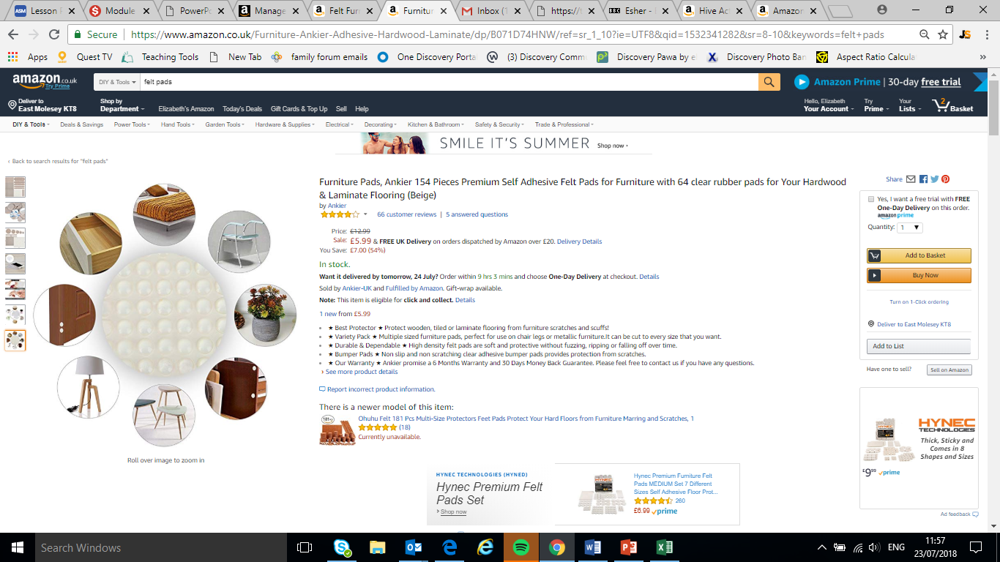 Lesson
Module
PowerPo
Manage
Felt Fur
Furnitur
Inbox (1
https://
Esher -
Hive Ac
Amazon
Secure
https://www.amazon.co.uk/Furniture-Ankier-Adhesive-Hardwood-Laminate/dp/B071D74HNW/ref=sr_1_10?ie=UTF8&qid=1532341282&sr=8-10&keywords=felt+pads
Apps
Quest TV
Teaching Tools
New Tab
family forum emails
One Discovery Porta
(3) Discovery Comm
Discovery Pawa by e
Discovery Photo Ban
Aspect Ratio Calcula
amazon.co.uk
Try Prime
DIY & Tools
felt pads
Amazon Prime | 30-day free trial
Deliver to
East Molesey KT8
Shop by
Department
Elizabeth's Amazon
Today's Deals
Gift Cards & Top Up
Sell
Help
Hello, Elizabeth
Your Account
Try
Prime
Your
Lists
2
Basket
DIY & Tools
Deals & Savings
Power Tools
Hand Tools
Garden Tools
Hardware & Supplies
Electrical
Decorating
Kitchen & Bathroom
Safety & Security
Trade & Professional
SMILE IT'S SUMMER
Shop now
‹ Back to search results for "felt pads"
Furniture Pads, Ankier 154 Pieces Premium Self Adhesive Felt Pads for Furniture with 64 clear rubber pads for Your Hardwood
& Laminate Flooring (Beige)
by Ankier
66 customer reviews | 5 answered questions
Price: £12.99
Sale: £5.99 & FREE UK Delivery on orders dispatched by Amazon over £20. Delivery Details
You Save: £7.00 (54%)
In stock.
Want it delivered by tomorrow, 24 July? Order within 9 hrs 3 mins and choose One-Day Delivery at checkout. Details
Sold by Ankier-UK and Fulfilled by Amazon. Gift-wrap available.
Note: This item is eligible for click and collect. Details
1 new from £5.99
★ Best Protector ★ Protect wooden, tiled or laminate flooring from furniture scratches and scuffs!
★ Variety Pack ★ Multiple sized furniture pads, perfect for use on chair legs or metallic furniture.It can be cut to every size that you want.
★ Durable & Dependable ★ High density felt pads are soft and protective without fuzzing, ripping or falling off over time.
★ Bumper Pads ★ Non slip and non scratching clear adhesive bumper pads provides protection from scratches.
★ Our Warranty ★ Ankier promise a 6 Months Warranty and 30 Days Money Back Guarantee. Please feel free to contact us if you have any questions.
› See more product details
Report incorrect product information.
There is a newer model of this item:
Ohuhu Felt 181 Pcs Multi-Size Protectors Feet Pads Protect Your Hard Floors from Furniture Marring and Scratches, 1
(18)
Currently unavailable.
Roll over image to zoom in
HYNEC TECHNOLOGIES (HYNED)
Hynec Premium Felt
Pads Set
› Shop now
Hynec Premium Furniture Felt
Pads MEDIUM Set 7 Different
Sizes Self Adhesive Floor Prot...
260
£6.99 prime
Share
Yes, I want a free trial with FREE
One-Day Delivery on this order.
amazon prime
Quantity: 1
Add to Basket
Buy Now
Turn on 1-Click ordering
Deliver to East Molesey KT8
Add to List
Have one to sell?
Sell on Amazon
HYNEC
TECHNOLOGIES
Thick, Sticky and
Comes in 8
Shapes and Sizes
£9.99 prime
Ad feedback
Search Windows
ENG
11:57
23/07/2018